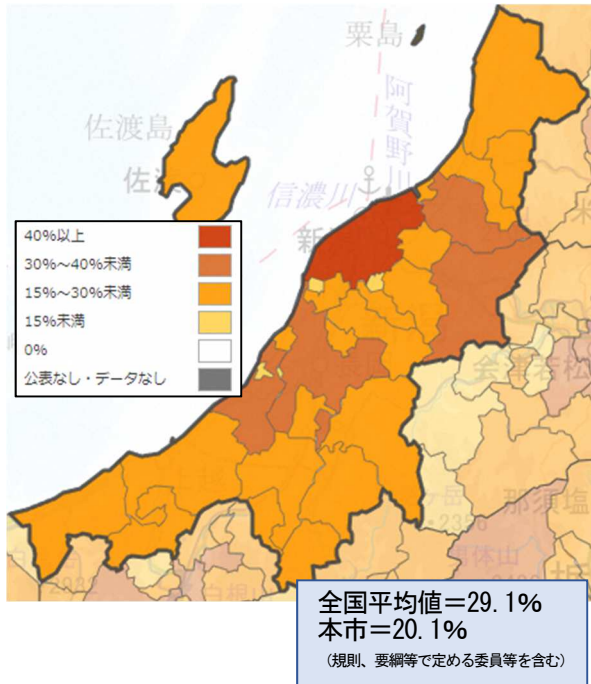 粟島
阿賀野川
佐渡島
佐渡
信濃川
新
40%以上
30%～40%未満
15%～30%未満
15%未満
0%
公表なし・データなし
会津若松
那須塩
全国平均値＝29.1%
本市＝20.1%
（規則、要綱等で定める委員等を含む）